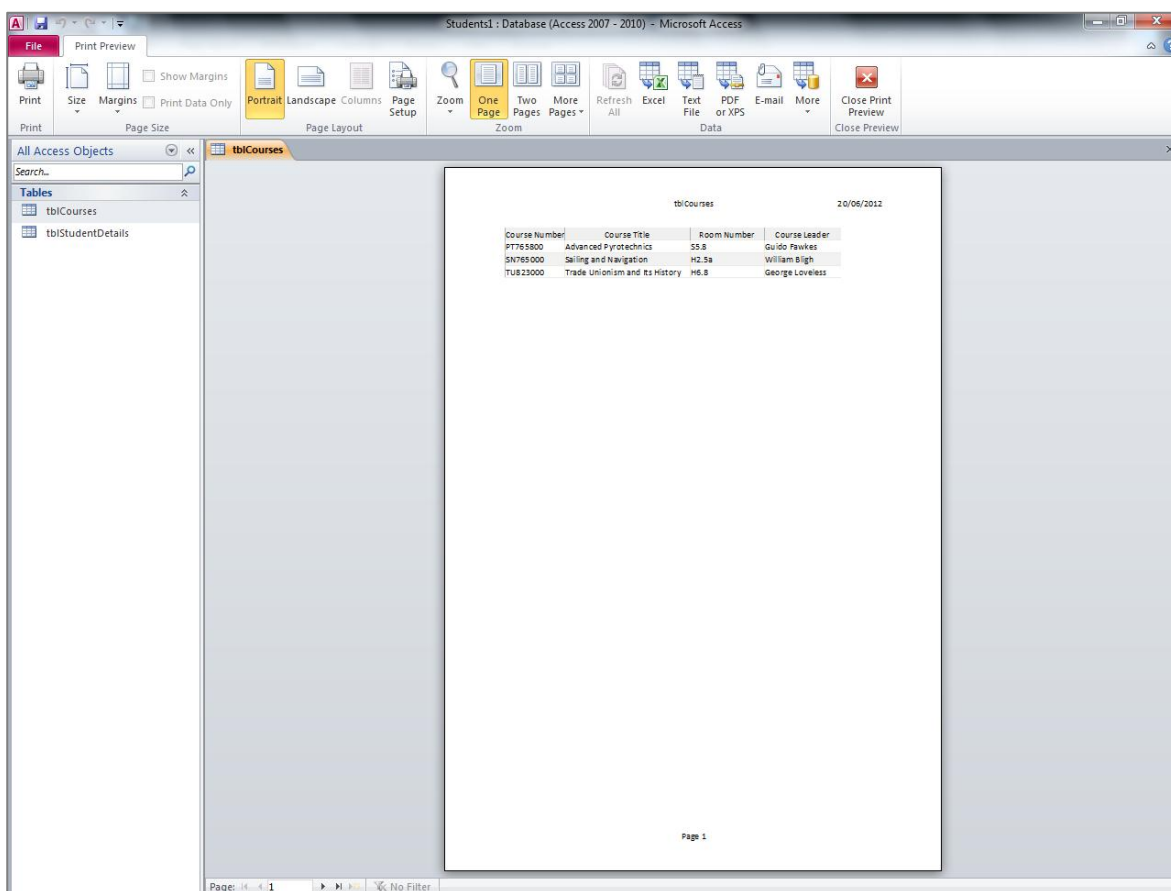 Students1 : Database (Access 2007 - 2010) - Microsoft Access
File Print Preview
Print Size Margins Show Margins Print Data Only Portrait Landscape Columns Page Setup Zoom One Page Two Pages More Pages Refresh All Excel Text File PDF or XPS E-mail More Close Print Preview
Print Page Size Page Layout Zoom Data Close Preview
All Access Objects
Search...
Tables
tblCourses
tblStudentDetails
tblCourses
tblCourses 20/06/2012
Course Number Course Title Room Number Course Leader
PT765800 Advanced Pyrotechnics S5.8 Guido Fawkes
SN765000 Sailing and Navigation H2.5a William Bligh
TU823000 Trade Unionism and Its History H6.8 George Loveless
Page 1
Page: 1 No Filter